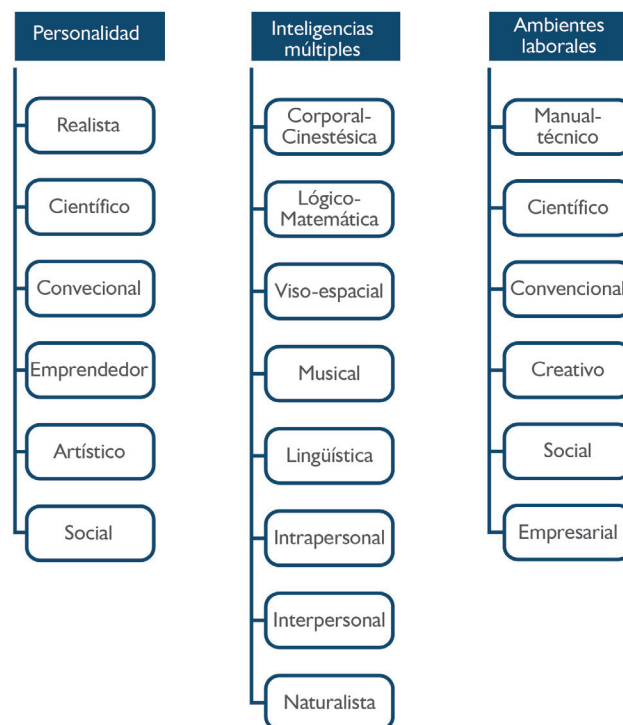 Personalidad
Realista
Científico
Convecional
Emprendedor
Artístico
Social
Inteligencias
múltiples
Corporal-
Cinestésica
Lógico-
Matemática
Viso-espacial
Musical
Lingüística
Intrapersonal
Interpersonal
Naturalista
Ambientes
laborales
Manual-
técnico
Científico
Convencional
Creativo
Social
Empresarial